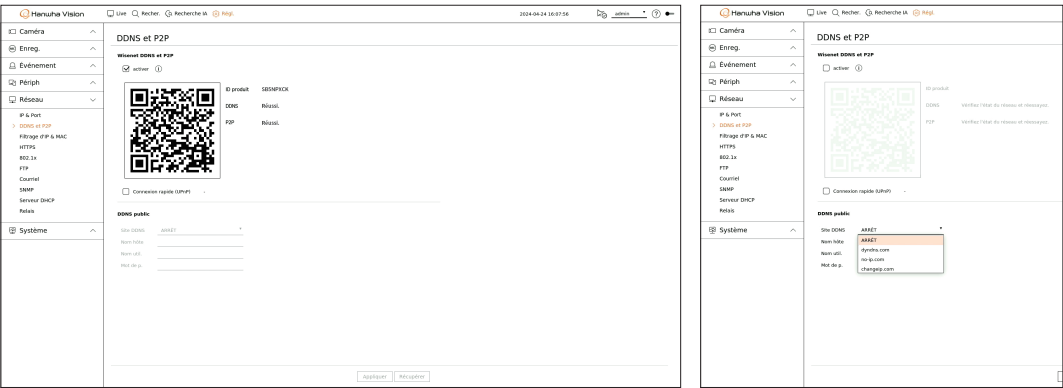 Hanwha Vision
Live
Recher.
Recherche IA
Régl.
2024-04-24 16:07:56
admin
Caméra
Enreg.
Événement
Périph
Réseau
IP & Port
DDNS et P2P
Filtrage d'IP & MAC
HTTPS
802.1x
FTP
Courriel
SNMP
Serveur DHCP
Relais
Système
DDNS et P2P
Wisenet DDNS et P2P
activer
ID produit SB5NPXCK
DDNS Réussi.
P2P Réussi.
Connexion rapide (UPnP) -
DDNS public
Site DDNS ARRÊT
Nom hôte
Nom util.
Mot de p.
Appliquer Récupérer
Hanwha Vision
Live
Recher.
Recherche IA
Régl.
Caméra
Enreg.
Événement
Périph
Réseau
IP & Port
DDNS et P2P
Filtrage d'IP & MAC
HTTPS
802.1x
FTP
Courriel
SNMP
Serveur DHCP
Relais
Système
DDNS et P2P
Wisenet DDNS et P2P
activer
ID produit
DDNS Vérifiez l'état du réseau et réessayez.
P2P Vérifiez l'état du réseau et réessayez.
Connexion rapide (UPnP) -
DDNS public
Site DDNS ARRÊT
Nom hôte
Nom util.
Mot de p.
ARRÊT
dyndns.com
no-ip.com
changeip.com